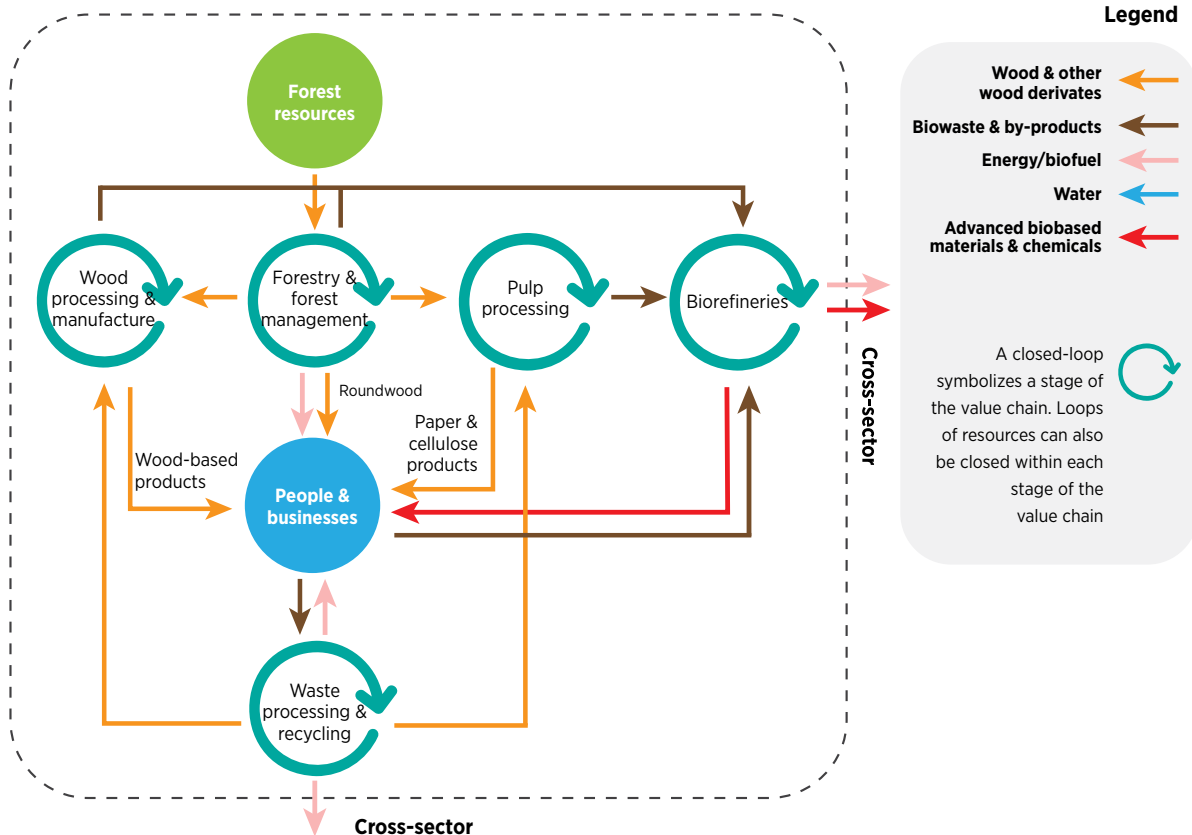 Legend
Forest
resources
Wood & other
wood derivates
Biowaste & by-products
Energy/biofuel
Water
Advanced biobased
materials & chemicals
Wood
processing &
manufacture
Forestry &
forest
management
Pulp
processing
Biorefineries
Cross-sector
A closed-loop
symbolizes a stage of
the value chain. Loops
of resources can also
be closed within each
stage of the
value chain
Roundwood
Paper &
cellulose
products
Wood-based
products
People &
businesses
Waste
processing &
recycling
Cross-sector